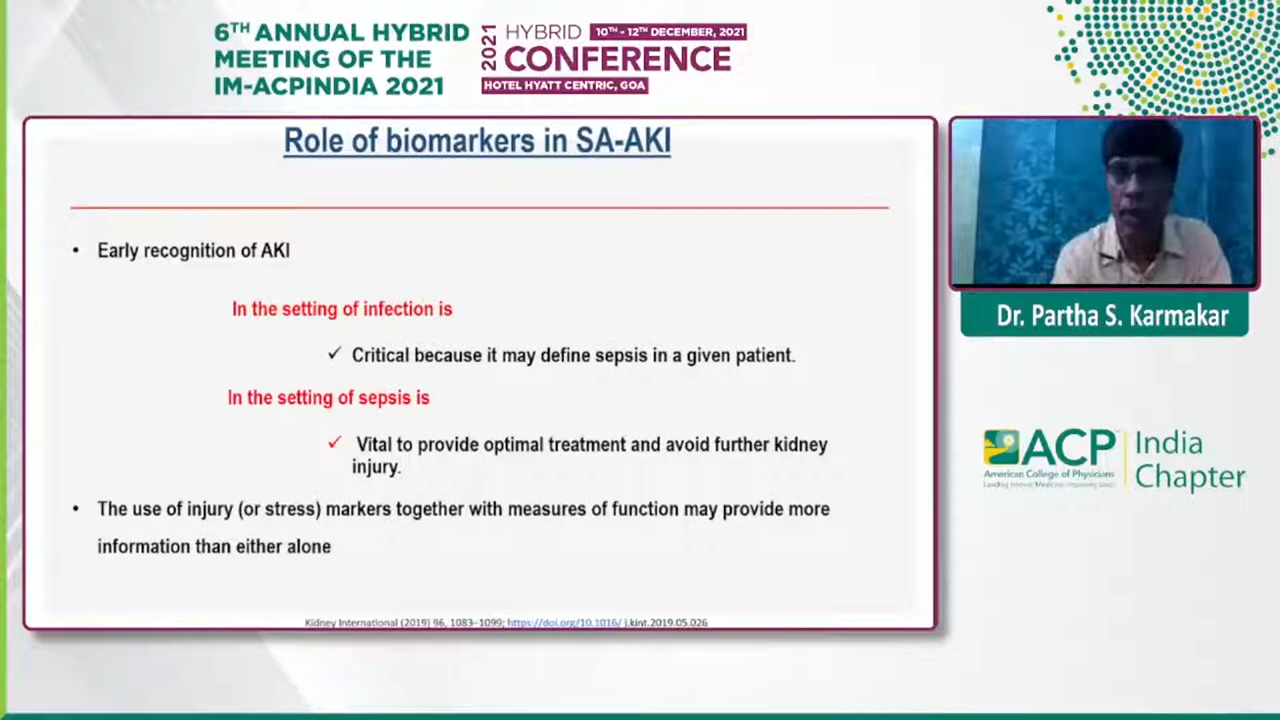 6TH ANNUAL HYBRID
MEETING OF THE
IM-ACPINDIA 2021
2021
HYBRID 10TH - 12TH DECEMBER, 2021
CONFERENCE
HOTEL HYATT CENTRIC, GOA
Role of biomarkers in SA-AKI
• Early recognition of AKI
In the setting of infection is
✓ Critical because it may define sepsis in a given patient.
In the setting of sepsis is
✓ Vital to provide optimal treatment and avoid further kidney
injury.
• The use of injury (or stress) markers together with measures of function may provide more
information than either alone
Kidney International (2019) 96, 1083–1099; https://doi.org/10.1016/ j.kint.2019.05.026
Dr. Partha S. Karmakar
ACP
American College of Physicians
Leading Internal Medicine, Improving Lives
India
Chapter